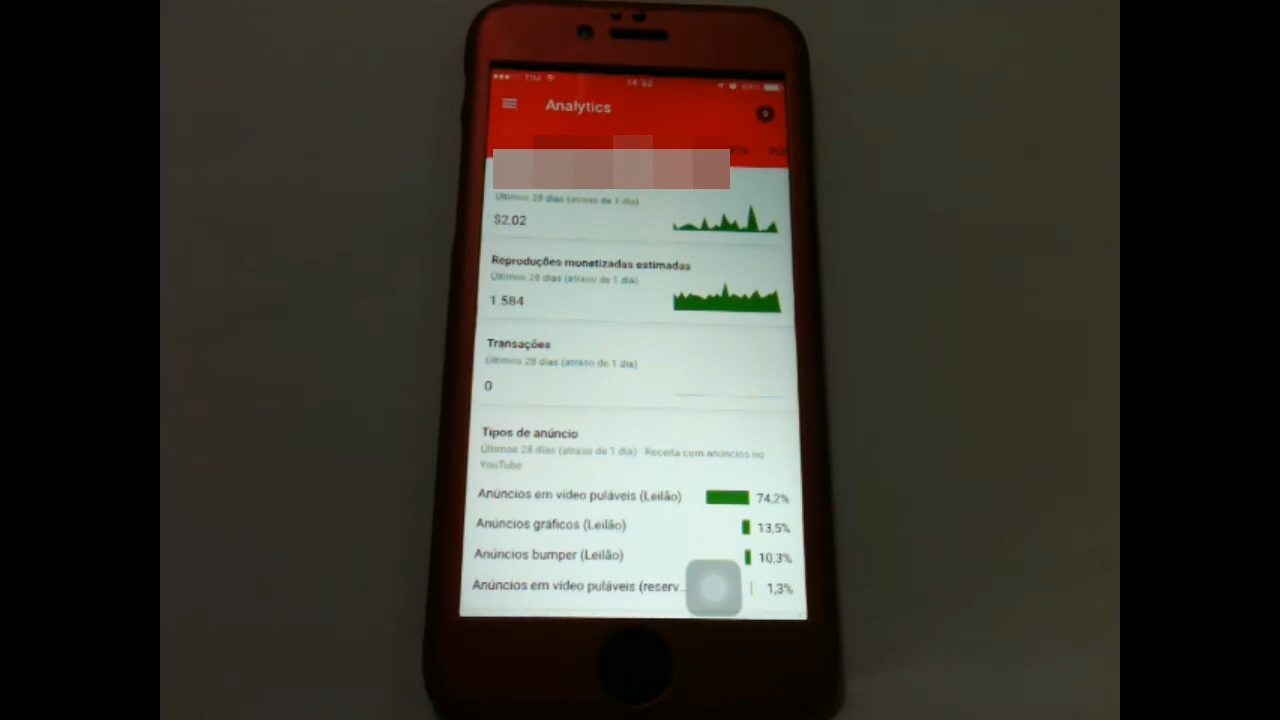 TIM
Analytics
Últimos 28 dias (atraso de 1 dia)
$2,02
Reproduções monetizadas estimadas
Últimos 28 dias (atraso de 1 dia)
1.584
Transações
Últimos 28 dias (atraso de 1 dia)
0
Tipos de anúncio
Últimos 28 dias (atraso de 1 dia) · Receita com anúncios no
YouTube
Anúncios em vídeo puláveis (Leilão) 74,2%
Anúncios gráficos (Leilão) 13,5%
Anúncios bumper (Leilão) 10,3%
Anúncios em vídeo puláveis (reserv... 1,3%